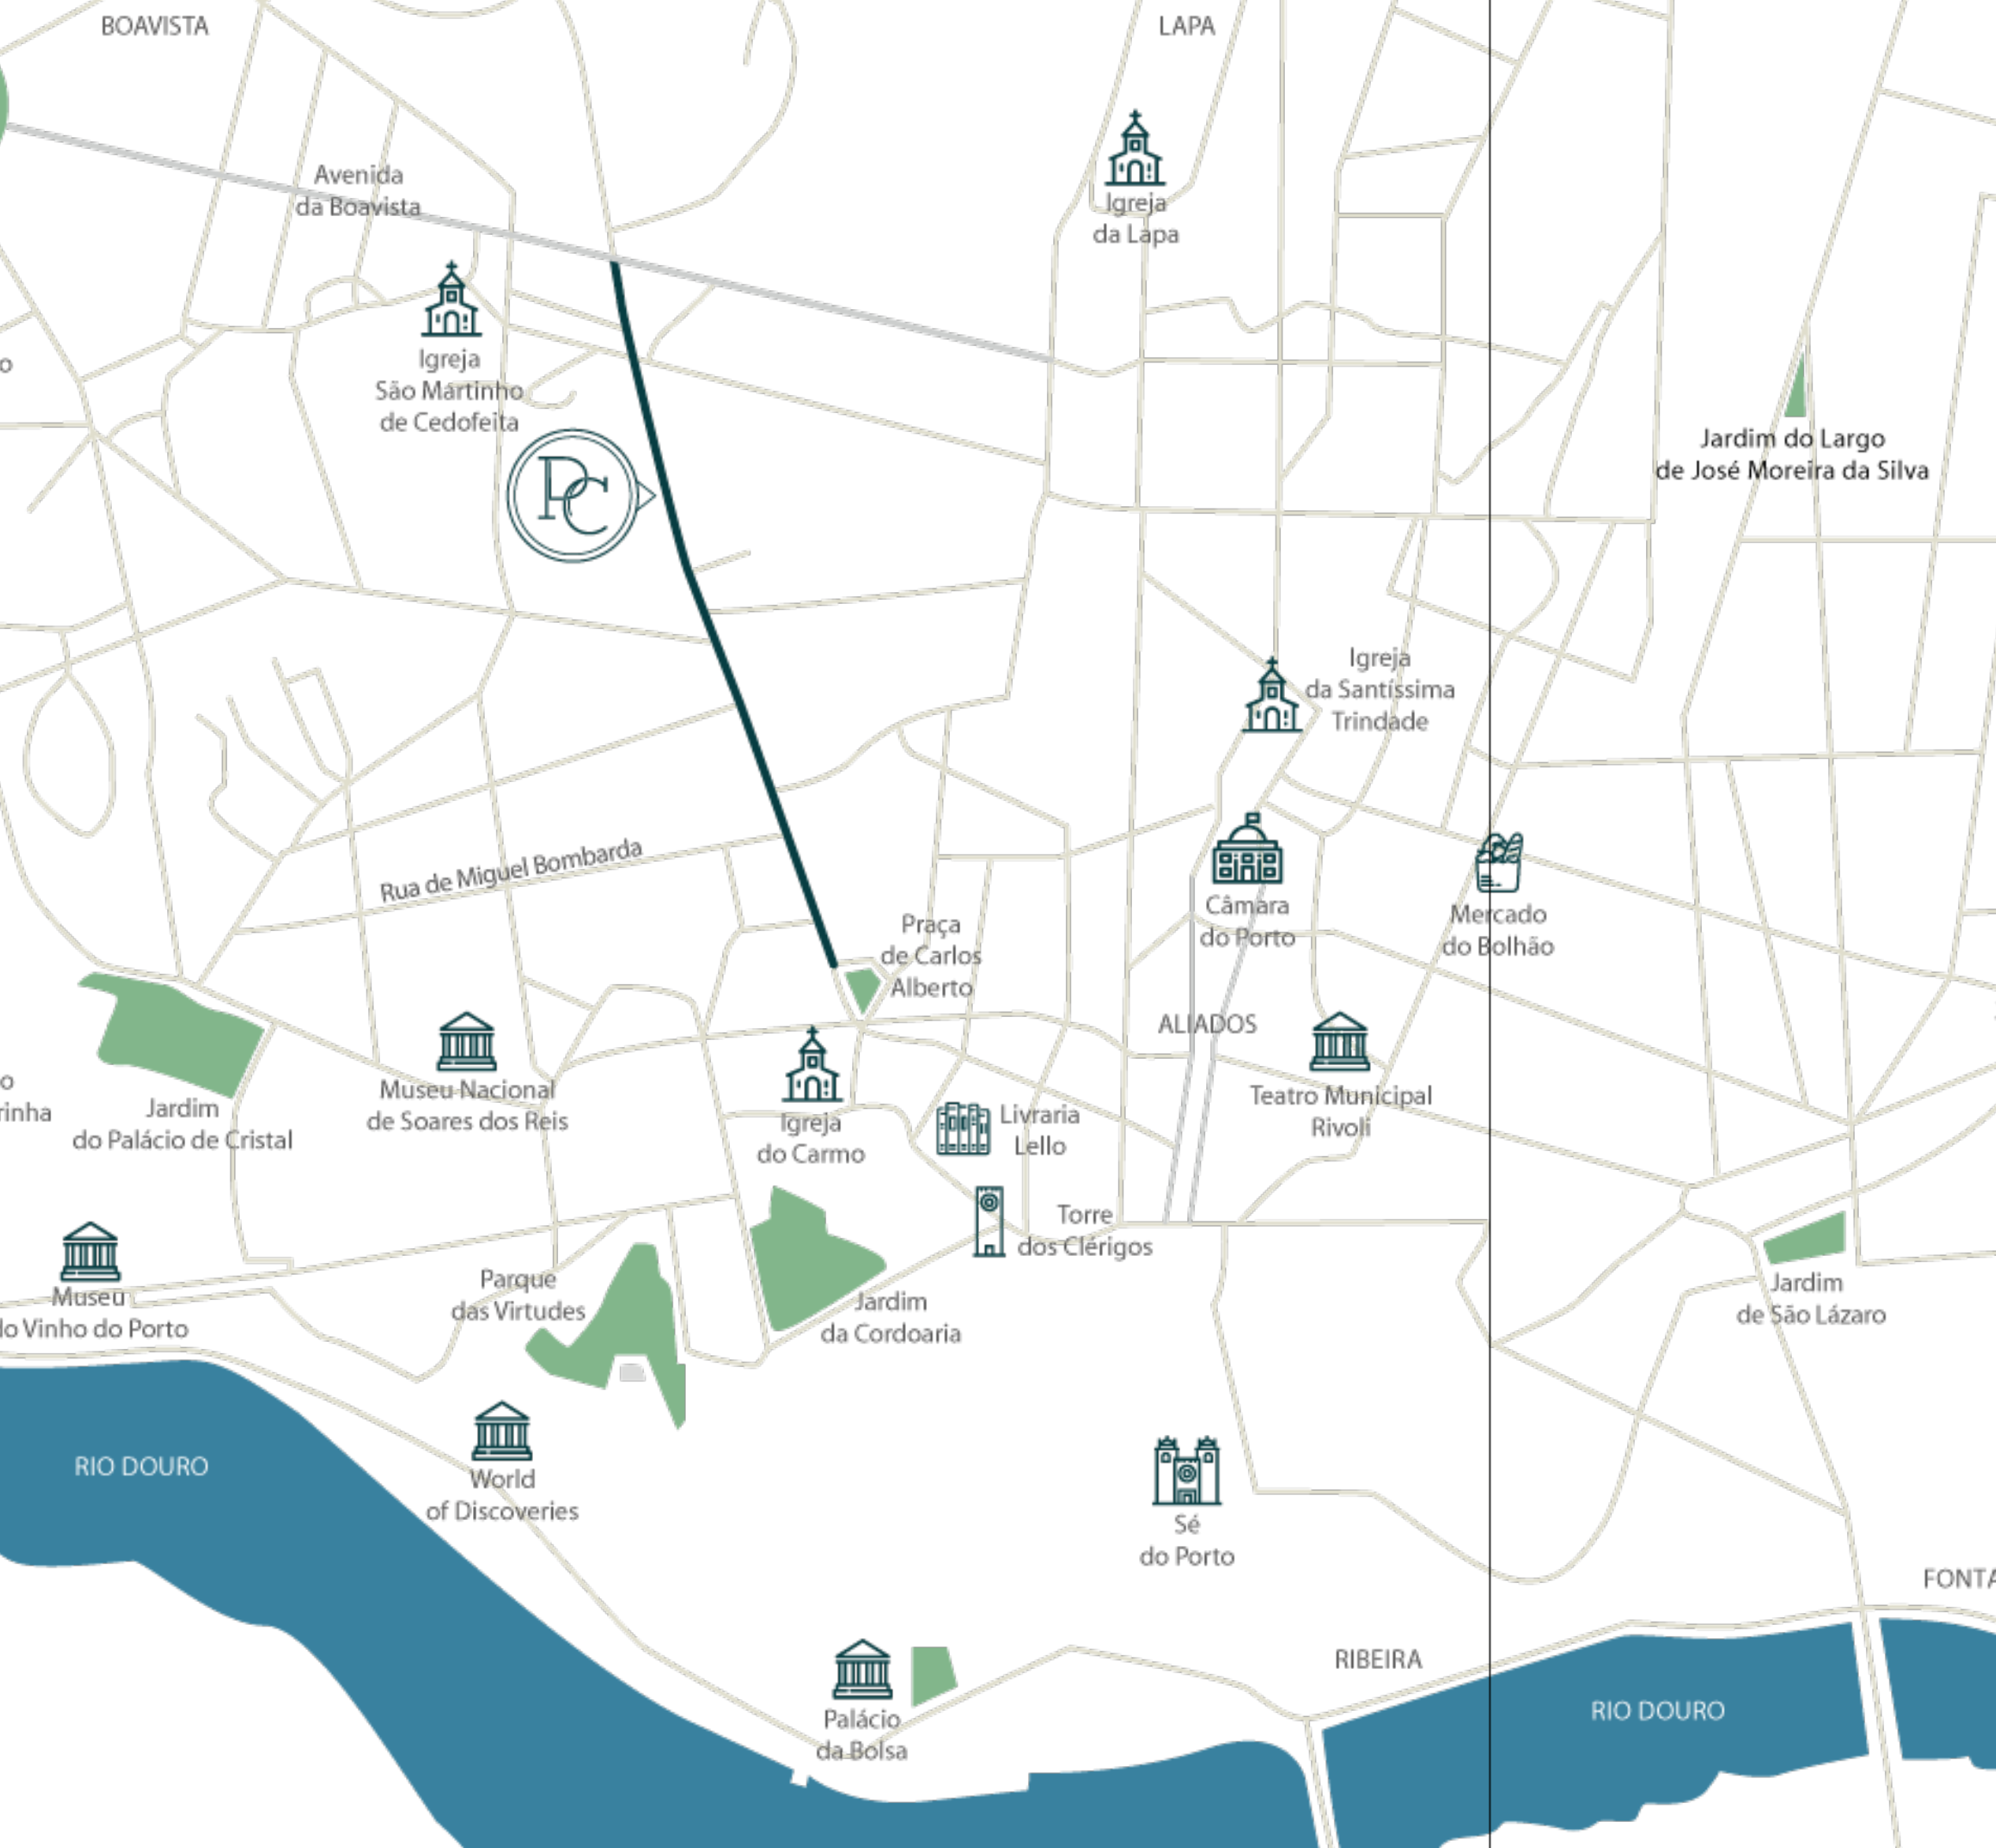 BOAVISTA
LAPA
Avenida
da Boavista
Igreja
da Lapa
Igreja
São Martinho
de Cedofeita
PC
Jardim do Largo
de José Moreira da Silva
Igreja
da Santíssima
Trindade
Rua de Miguel Bombarda
Câmara
do Porto
Mercado
do Bolhão
Praça
de Carlos
Alberto
ALIADOS
Museu Nacional
de Soares dos Reis
Teatro Municipal
Rivoli
o
rinha
Jardim
do Palácio de Cristal
Igreja
do Carmo
Livraria
Lello
Torre
dos Clérigos
Museu
do Vinho do Porto
Parque
das Virtudes
Jardim
da Cordoaria
Jardim
de São Lázaro
RIO DOURO
World
of Discoveries
Sé
do Porto
FONTA
RIBEIRA
Palácio
da Bolsa
RIO DOURO